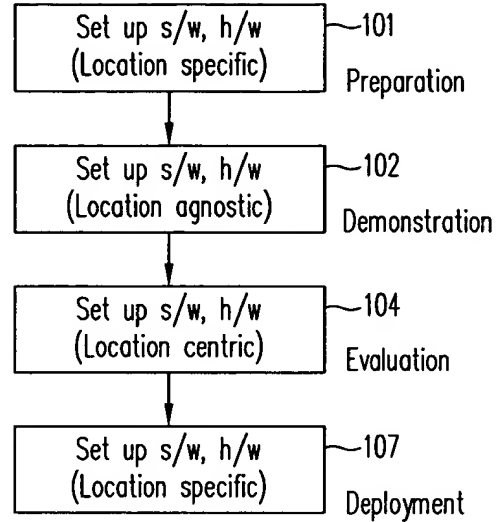 Set up s/w, h/w
(Location specific)
101
Preparation
Set up s/w, h/w
(Location agnostic)
102
Demonstration
Set up s/w, h/w
(Location centric)
104
Evaluation
Set up s/w, h/w
(Location specific)
107
Deployment